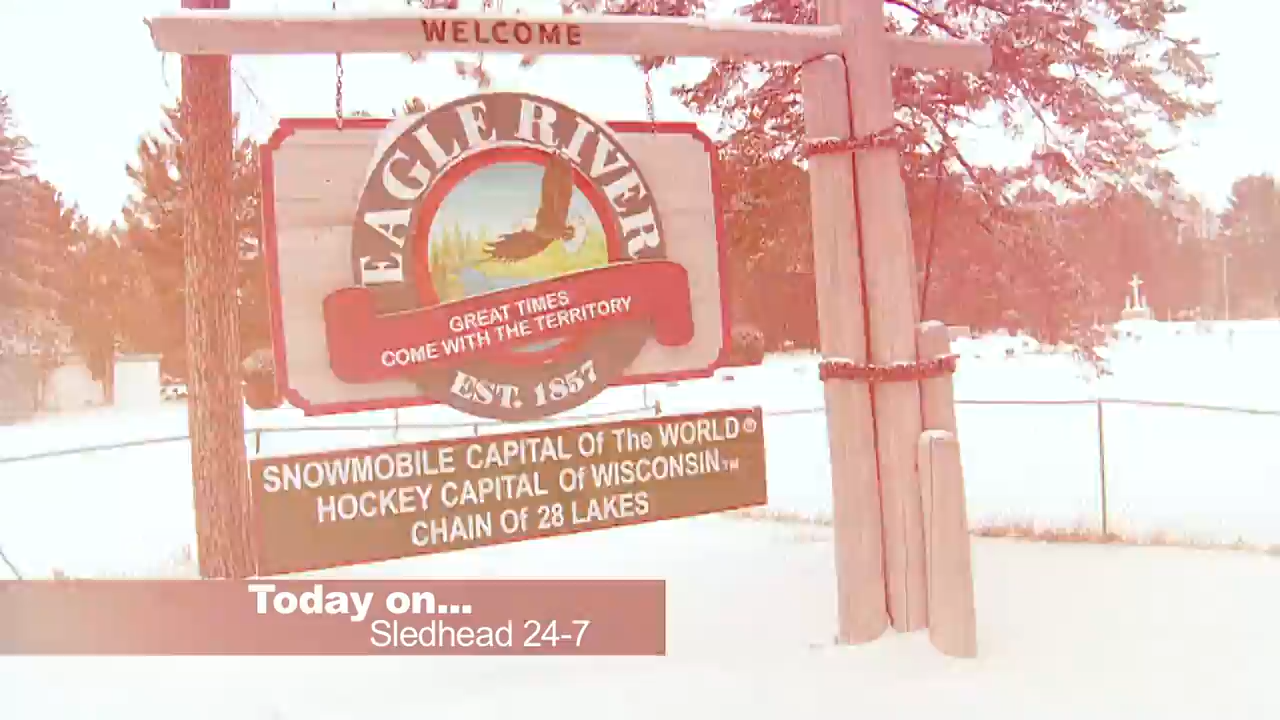 WELCOME
EAGLE RIVER
GREAT TIMES
COME WITH THE TERRITORY
EST. 1857
SNOWMOBILE CAPITAL Of The WORLD®
HOCKEY CAPITAL Of WISCONSIN™
CHAIN Of 28 LAKES
Today on...
Sledhead 24-7